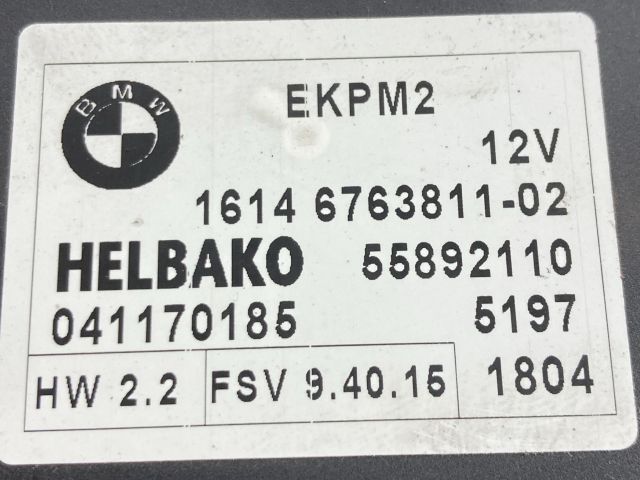 BMW
EKPM2
12V
1614 6763811-02
HELBAKO 55892110
041170185 5197
HW 2.2 FSV 9.40.15 1804